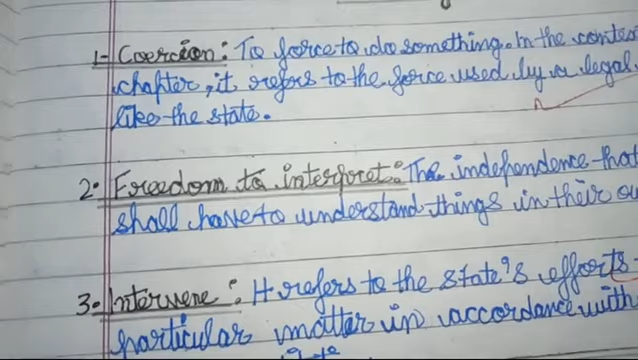 1- Coercion: To force to do something. In the contex
chapter, it refers to the force used by a legal
like the state.
2. Freedom to interpret: The independence that
shall have to understand things in their ow
3. Intervene: It refers to the state's efforts
particular matter in accordance with